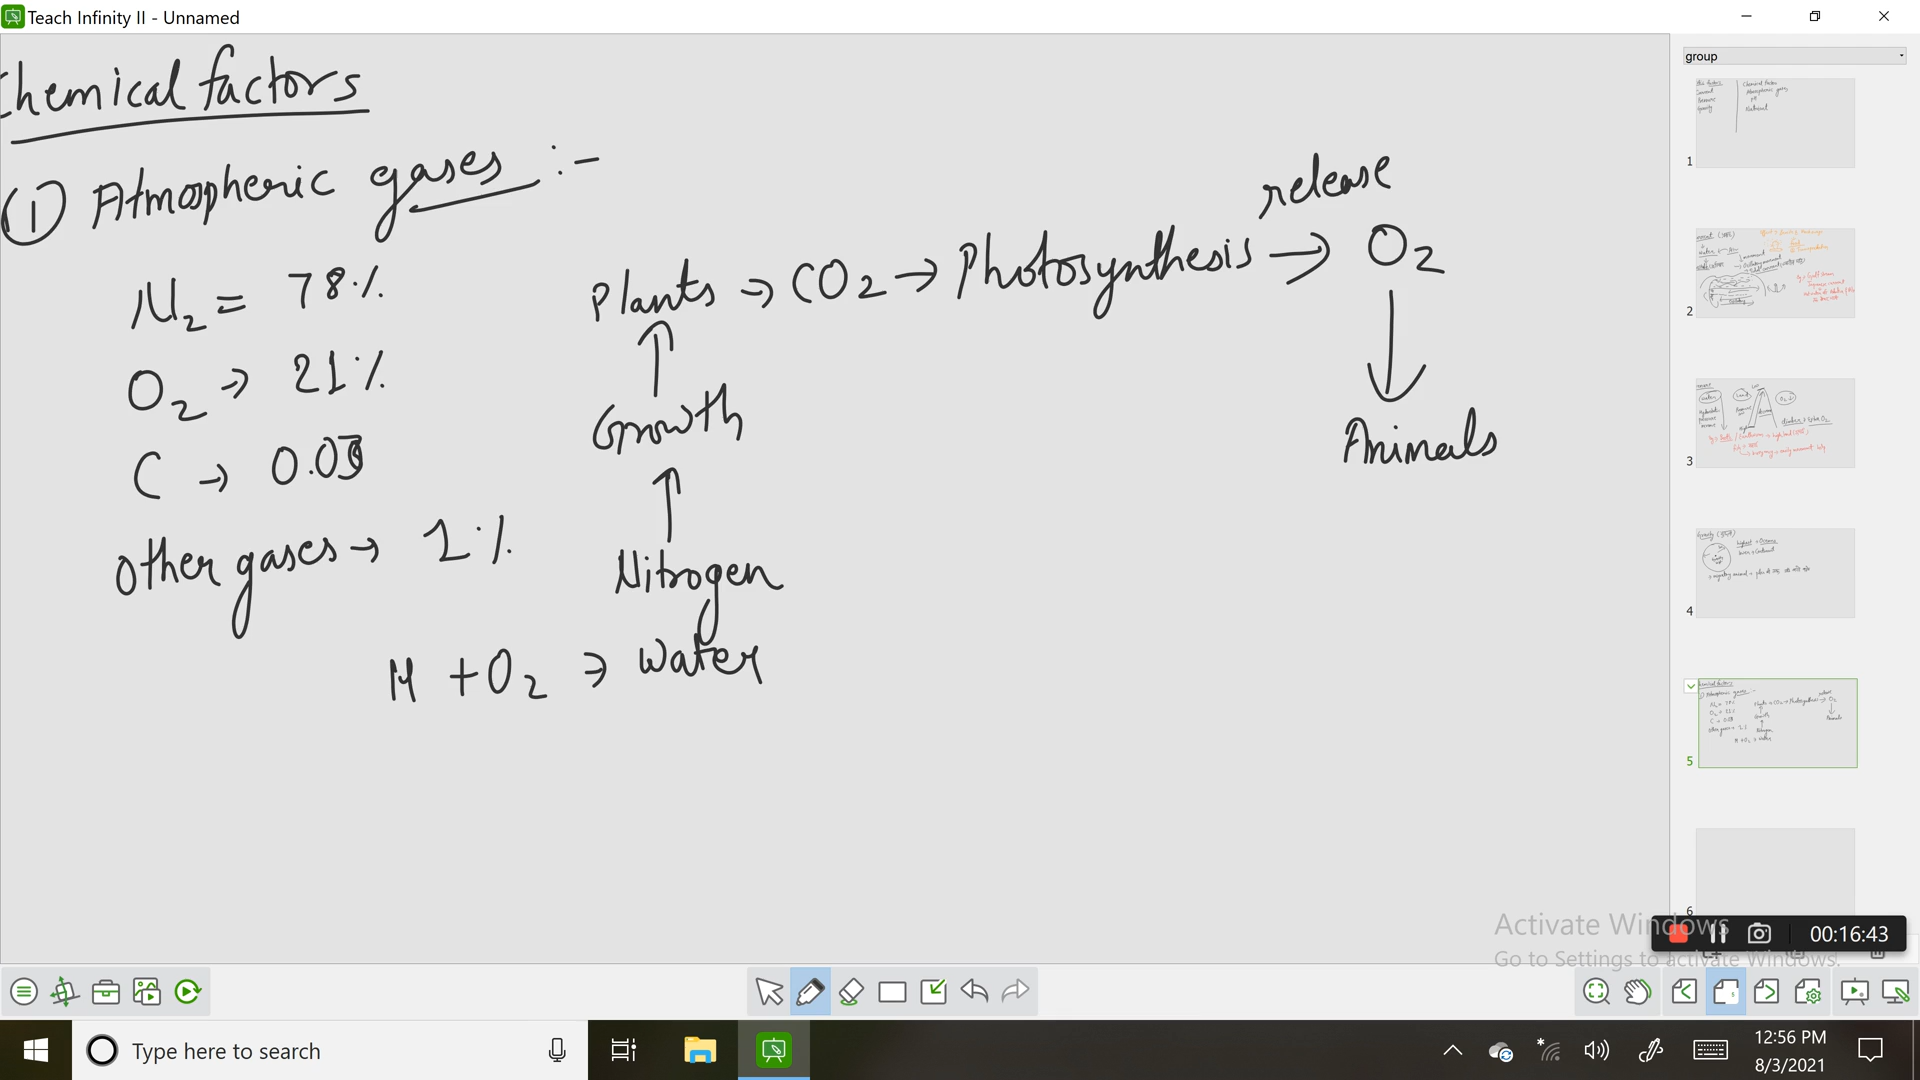 Teach Infinity II - Unnamed
Chemical factors
① Atmospheric gases :-
N2 = 78%
O2 → 21%
C → 0.03
Other gases → 1%
release
Plants → CO2 → Photosynthesis → O2
Growth
Animals
Nitrogen
H + O2 → Water
group
1
2
3
4
5
6
Activate Windows
Go to Settings to activate Windows.
00:16:43
Type here to search
12:56 PM
8/3/2021